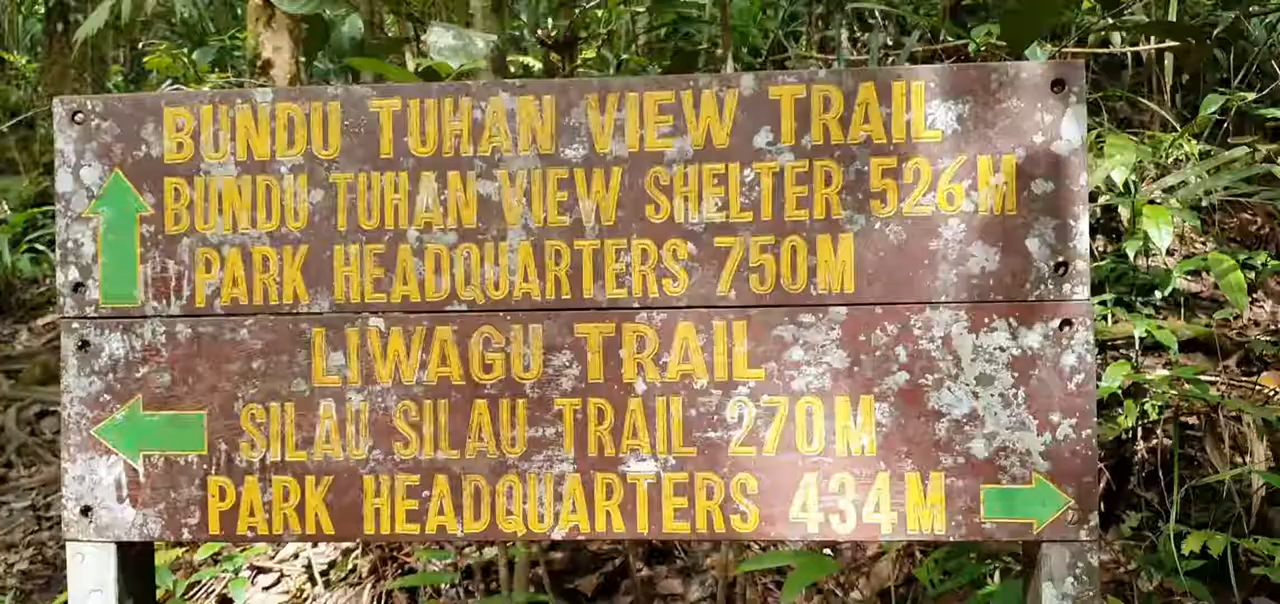 BUNDU TUHAN VIEW TRAIL
BUNDU TUHAN VIEW SHELTER 526M
PARK HEADQUARTERS 750M
LIWAGU TRAIL
SILAU SILAU TRAIL 270M
PARK HEADQUARTERS 434M